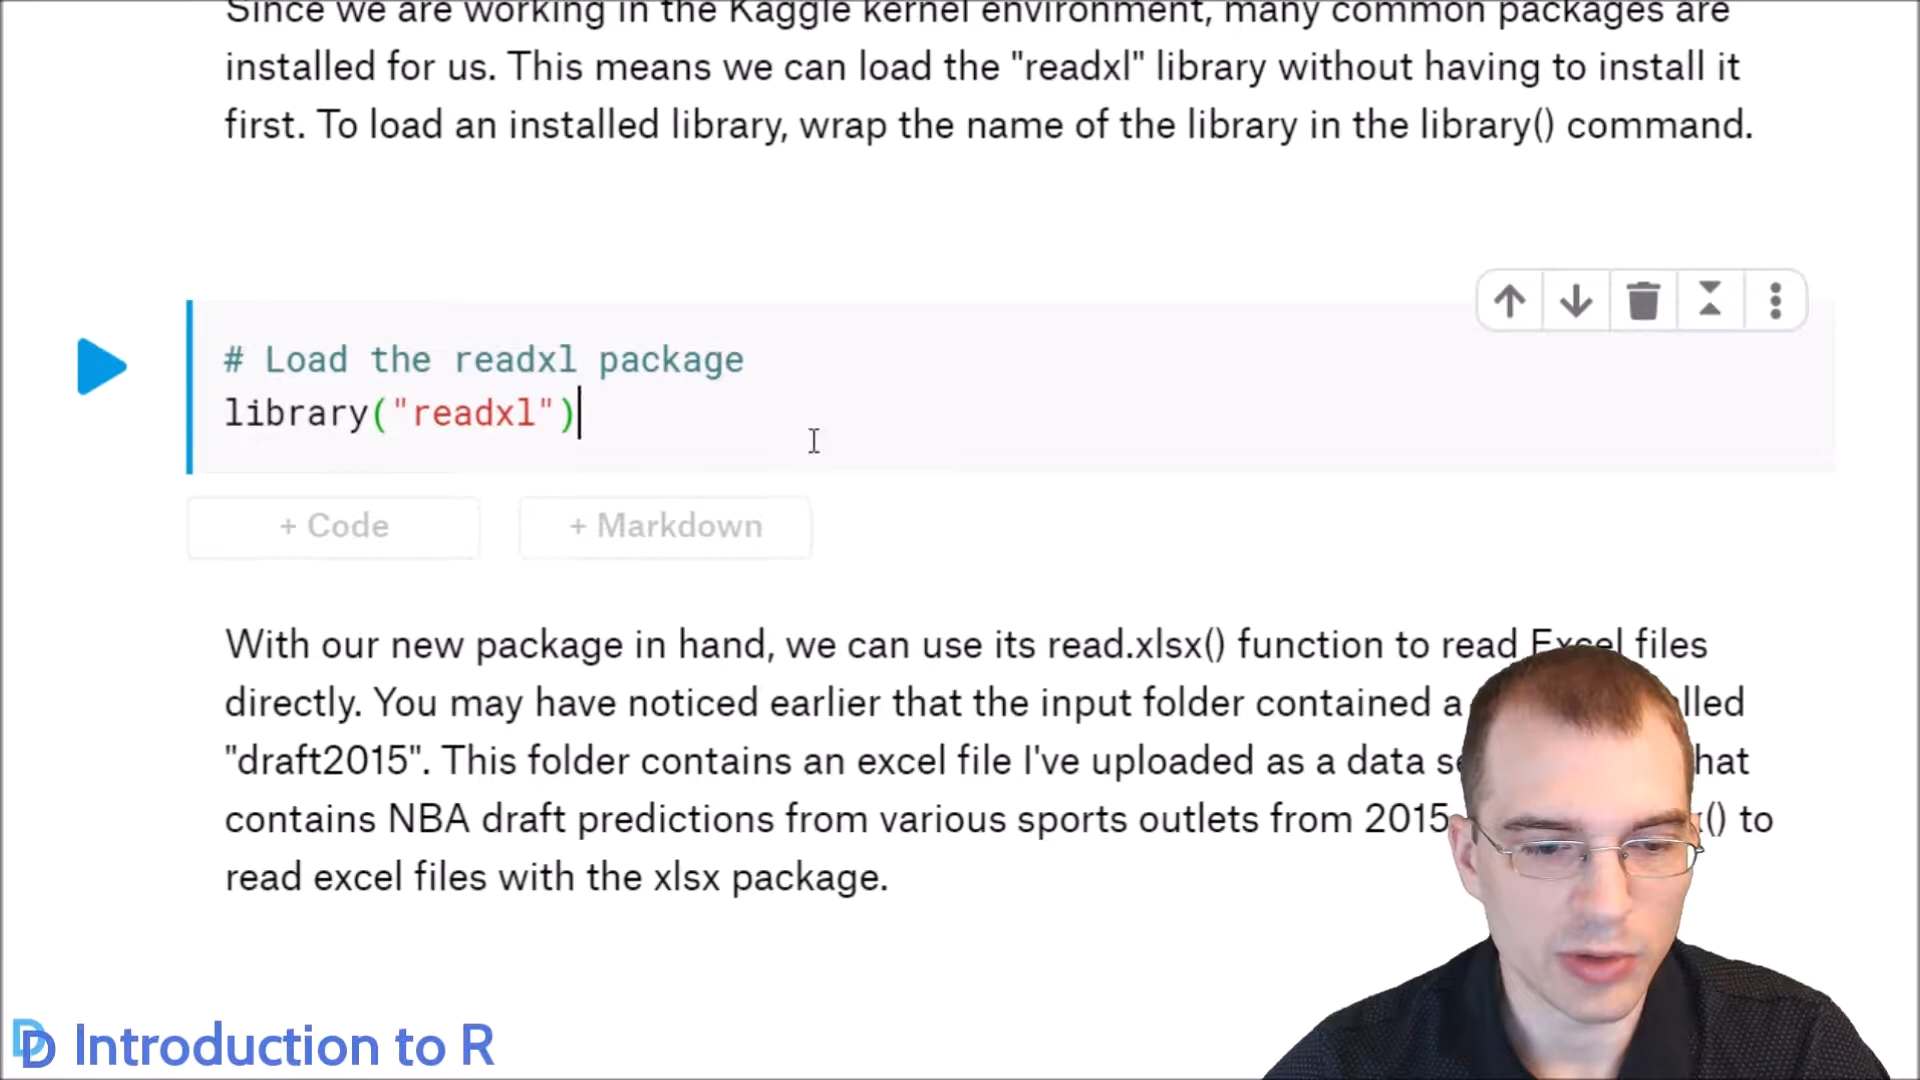 Since we are working in the Kaggle kernel environment, many common packages are
installed for us. This means we can load the "readxl" library without having to install it
first. To load an installed library, wrap the name of the library in the library() command.
# Load the readxl package
library("readxl")
+ Code + Markdown
With our new package in hand, we can use its read.xlsx() function to read Excel files
directly. You may have noticed earlier that the input folder contained a lled
"draft2015". This folder contains an excel file I've uploaded as a data hat
contains NBA draft predictions from various sports outlets from 2015 () to
read excel files with the xlsx package.
D Introduction to R